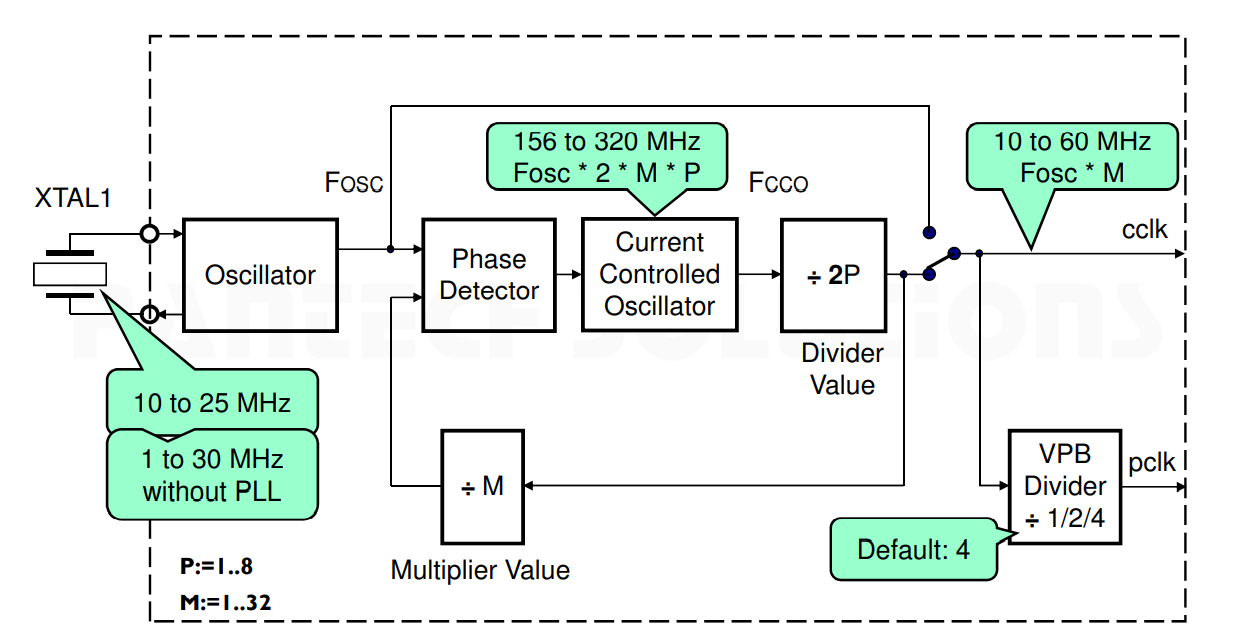 156 to 320 MHz
Fosc * 2 * M * P
10 to 60 MHz
Fosc * M
XTAL1
FOSC
FCCO
cclk
Oscillator
Phase
Detector
Current
Controlled
Oscillator
÷ 2P
Divider
Value
10 to 25 MHz
1 to 30 MHz
without PLL
÷ M
Multiplier Value
VPB
Divider
÷ 1/2/4
pclk
Default: 4
P:=1..8
M:=1..32